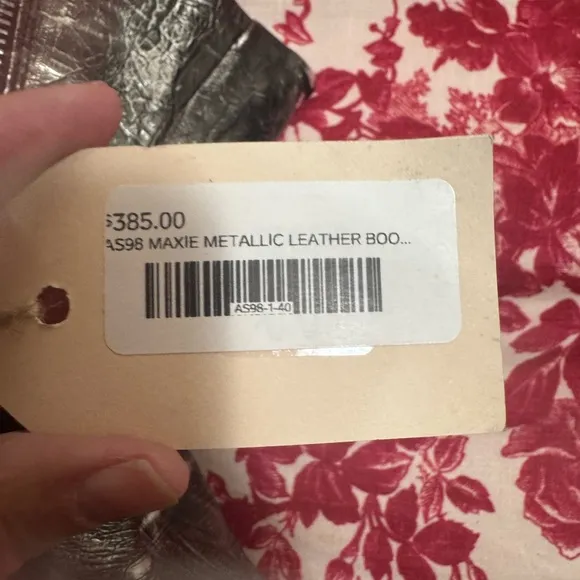 $385.00
AS98 MAXIE METALLIC LEATHER BOO...
AS98-1-40